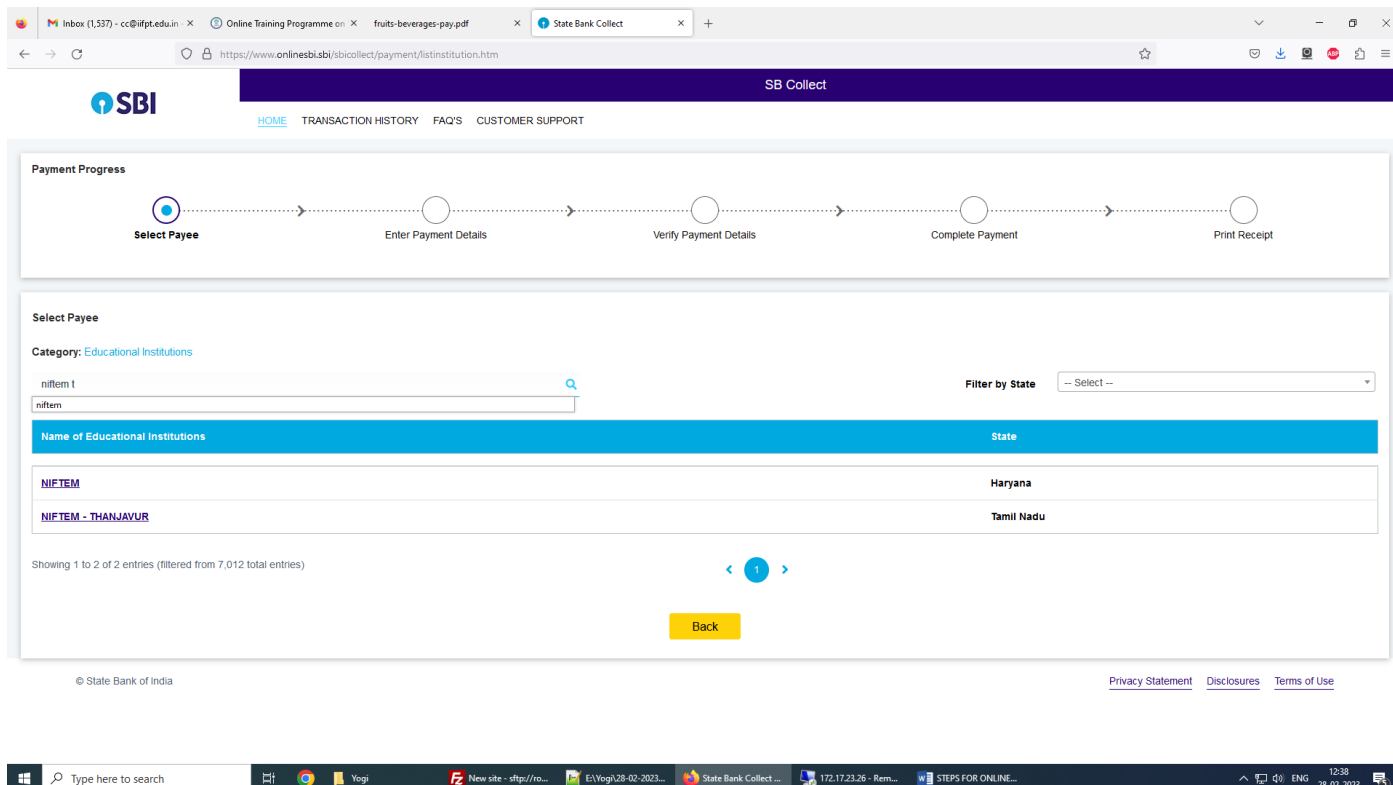 Inbox (1,537) - cc@iifpt.edu.in - × Online Training Programme on × fruits-beverages-pay.pdf × State Bank Collect × +
https://www.onlinesbi.sbi/sbicollect/payment/listinstitution.htm ABP
SBI
SB Collect
HOME TRANSACTION HISTORY FAQ'S CUSTOMER SUPPORT
Payment Progress
Select Payee Enter Payment Details Verify Payment Details Complete Payment Print Receipt
Select Payee
Category: Educational Institutions
niftem t Filter by State -- Select --
niftem
Name of Educational Institutions State
NIFTEM Haryana
NIFTEM - THANJAVUR Tamil Nadu
Showing 1 to 2 of 2 entries (filtered from 7,012 total entries) 1
Back
© State Bank of India Privacy Statement Disclosures Terms of Use
Type here to search Yogi New site - sftp://ro... E:\Yogi\28-02-2023... State Bank Collect ... 172.17.23.26 - Rem... STEPS FOR ONLINE... ENG 12:38
28-02-2023